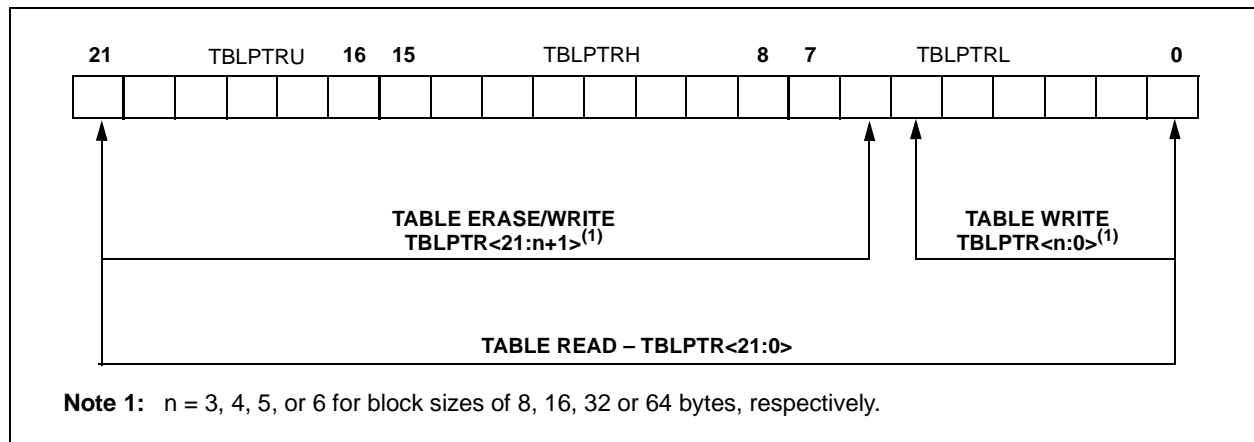 21 TBLPTRU 16 15 TBLPTRH 8 7 TBLPTRL 0
TABLE ERASE/WRITE
TBLPTR<21:n+1>(1)
TABLE WRITE
TBLPTR<n:0>(1)
TABLE READ – TBLPTR<21:0>
Note 1: n = 3, 4, 5, or 6 for block sizes of 8, 16, 32 or 64 bytes, respectively.